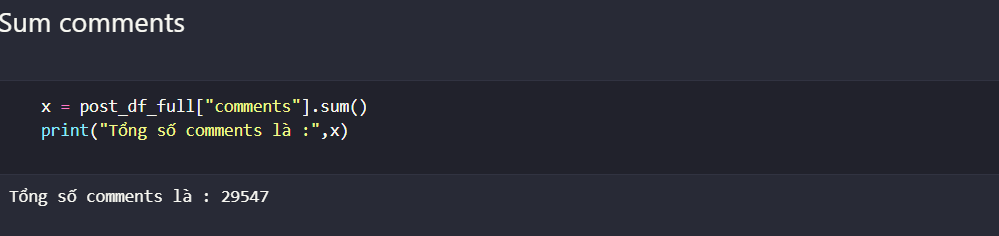 Sum comments
x = post_df_full["comments"].sum()
print("Tổng số comments là :",x)
Tổng số comments là : 29547